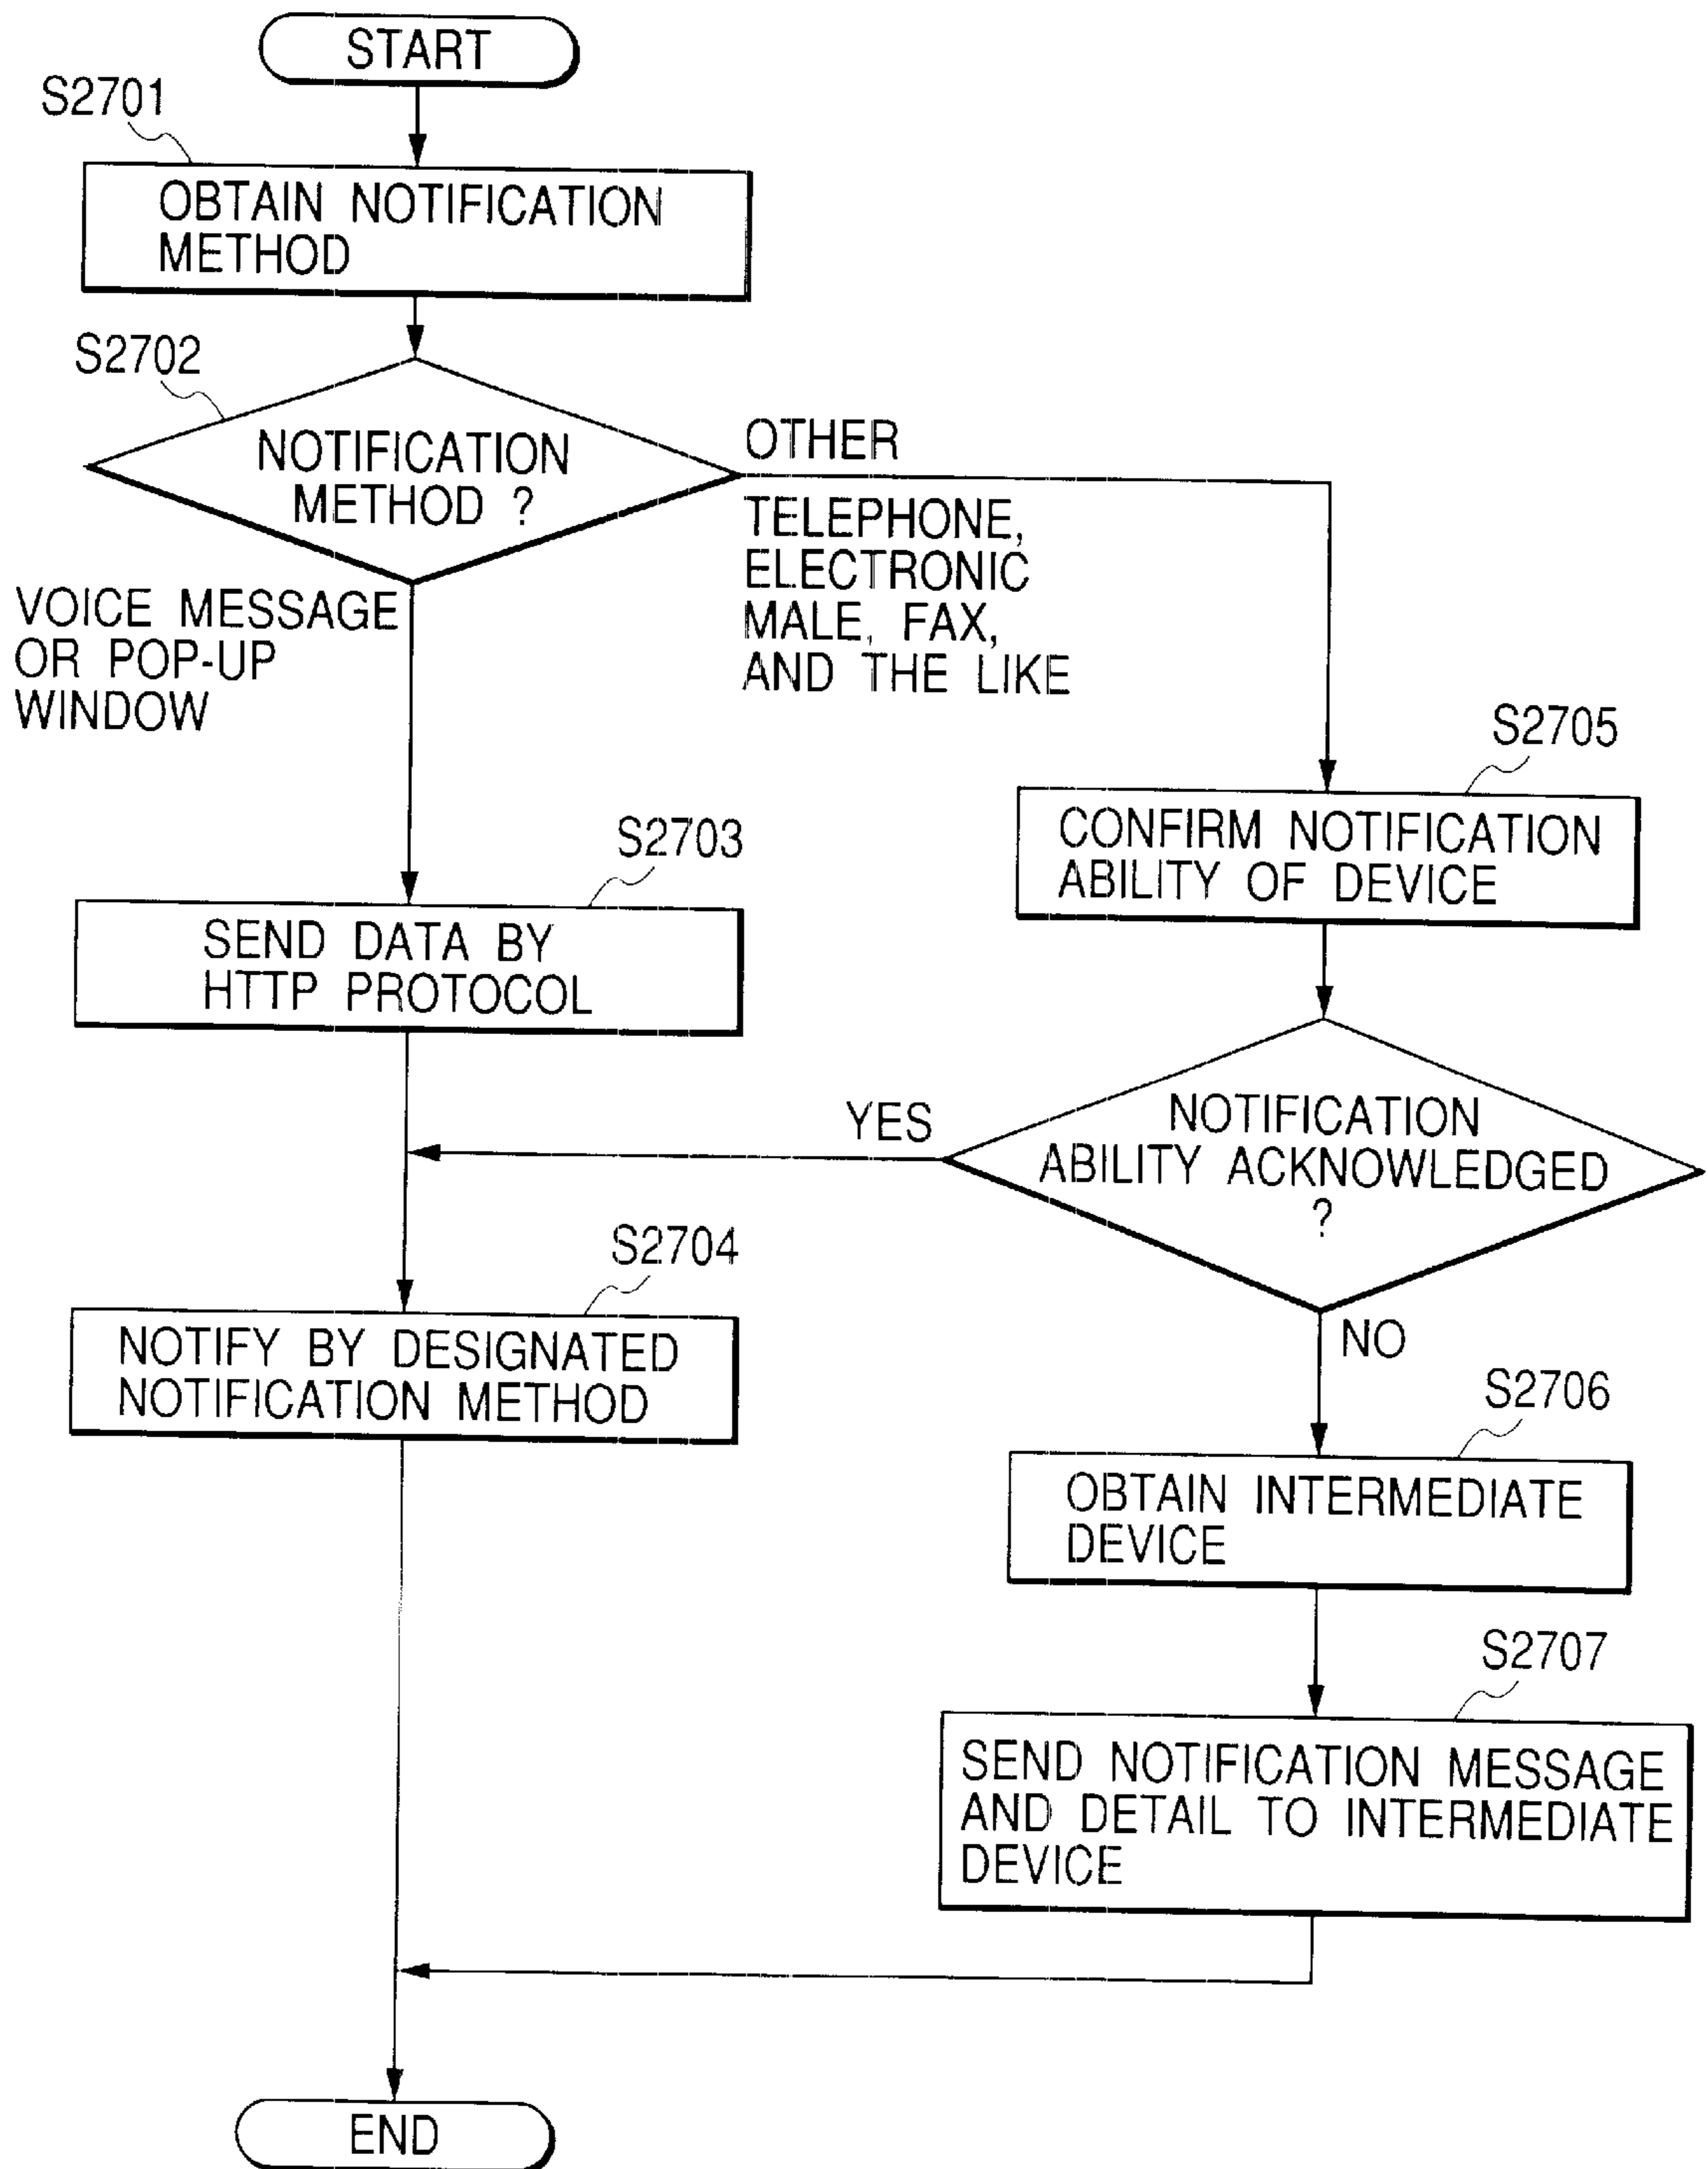 START
S2701
OBTAIN NOTIFICATION
METHOD
S2702
NOTIFICATION
METHOD ?
OTHER
TELEPHONE,
ELECTRONIC
MALE, FAX,
AND THE LIKE
VOICE MESSAGE
OR POP-UP
WINDOW
S2703
SEND DATA BY
HTTP PROTOCOL
S2705
CONFIRM NOTIFICATION
ABILITY OF DEVICE
NOTIFICATION
ABILITY ACKNOWLEDGED
?
YES
NO
S2704
NOTIFY BY DESIGNATED
NOTIFICATION METHOD
S2706
OBTAIN INTERMEDIATE
DEVICE
S2707
SEND NOTIFICATION MESSAGE
AND DETAIL TO INTERMEDIATE
DEVICE
END